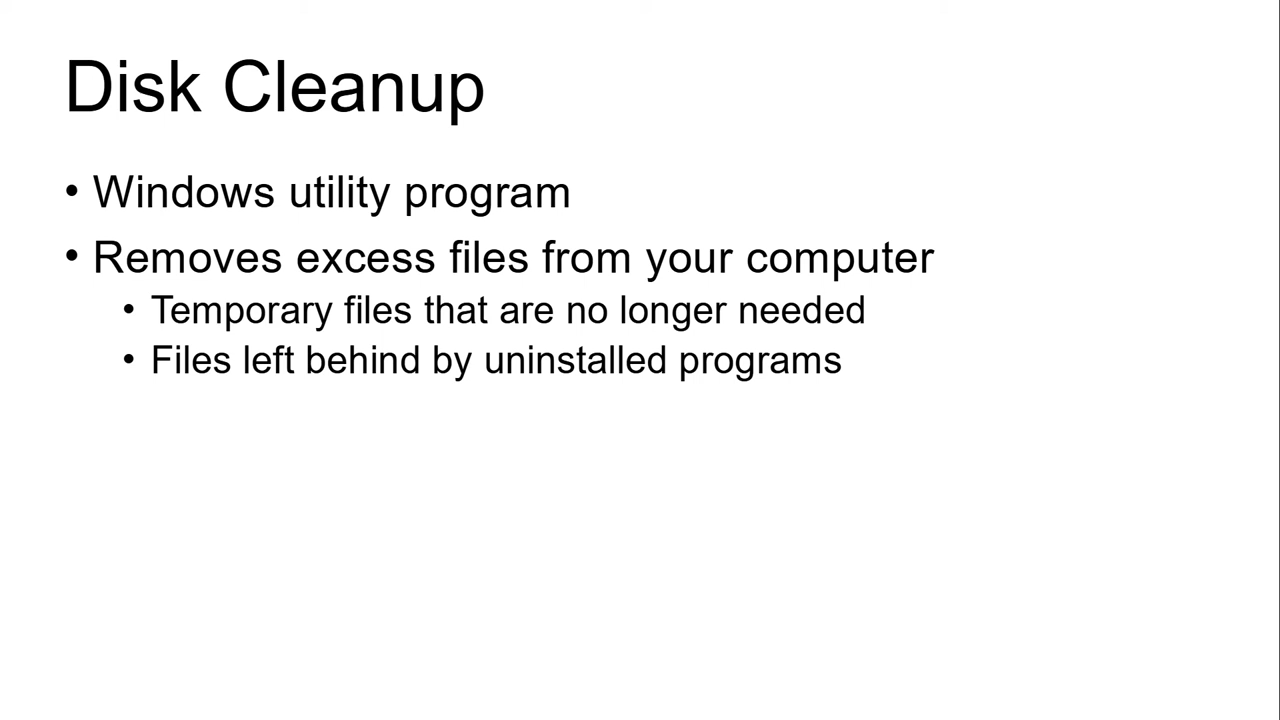 Disk Cleanup
• Windows utility program
• Removes excess files from your computer
• Temporary files that are no longer needed
• Files left behind by uninstalled programs